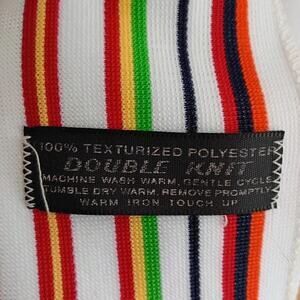 100% TEXTURIZED POLYESTER
DOUBLE KNIT
MACHINE WASH WARM, GENTLE CYCLE
TUMBLE DRY WARM, REMOVE PROMPTLY
WARM IRON TOUCH UP